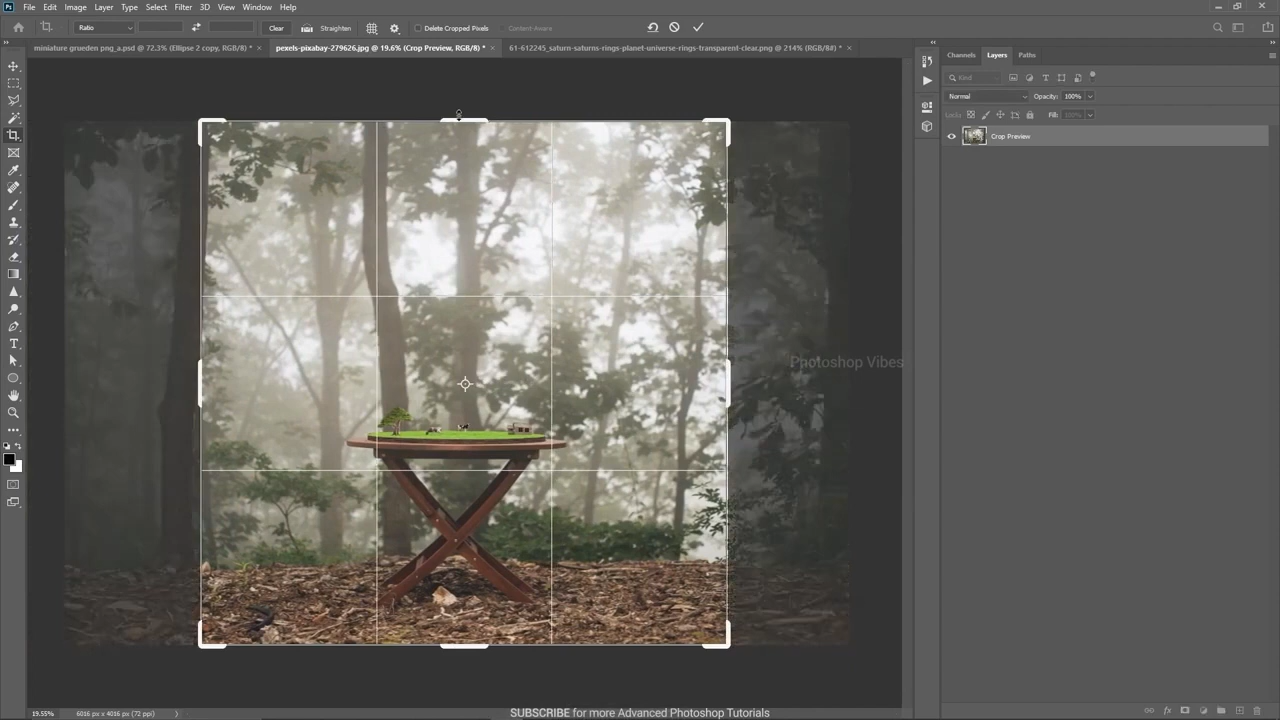 Ps File Edit Image Layer Type Select Filter 3D View Window Help
Ratio Clear Straighten Delete Cropped Pixels Content-Aware
miniature grueden png_a.psd @ 72.3% (Ellipse 2 copy, RGB/8) * × pexels-pixabay-279626.jpg @ 19.6% (Crop Preview, RGB/8) * × 61-612245_saturn-saturns-rings-planet-universe-rings-transparent-clear.png @ 214% (RGB/8#) * ×
Channels Layers Paths
Kind
Normal Opacity: 100%
Lock: Fill: 100%
Crop Preview
Photoshop Vibes
19.55% 6016 px x 4016 px (72 ppi)
SUBSCRIBE for more Advanced Photoshop Tutorials